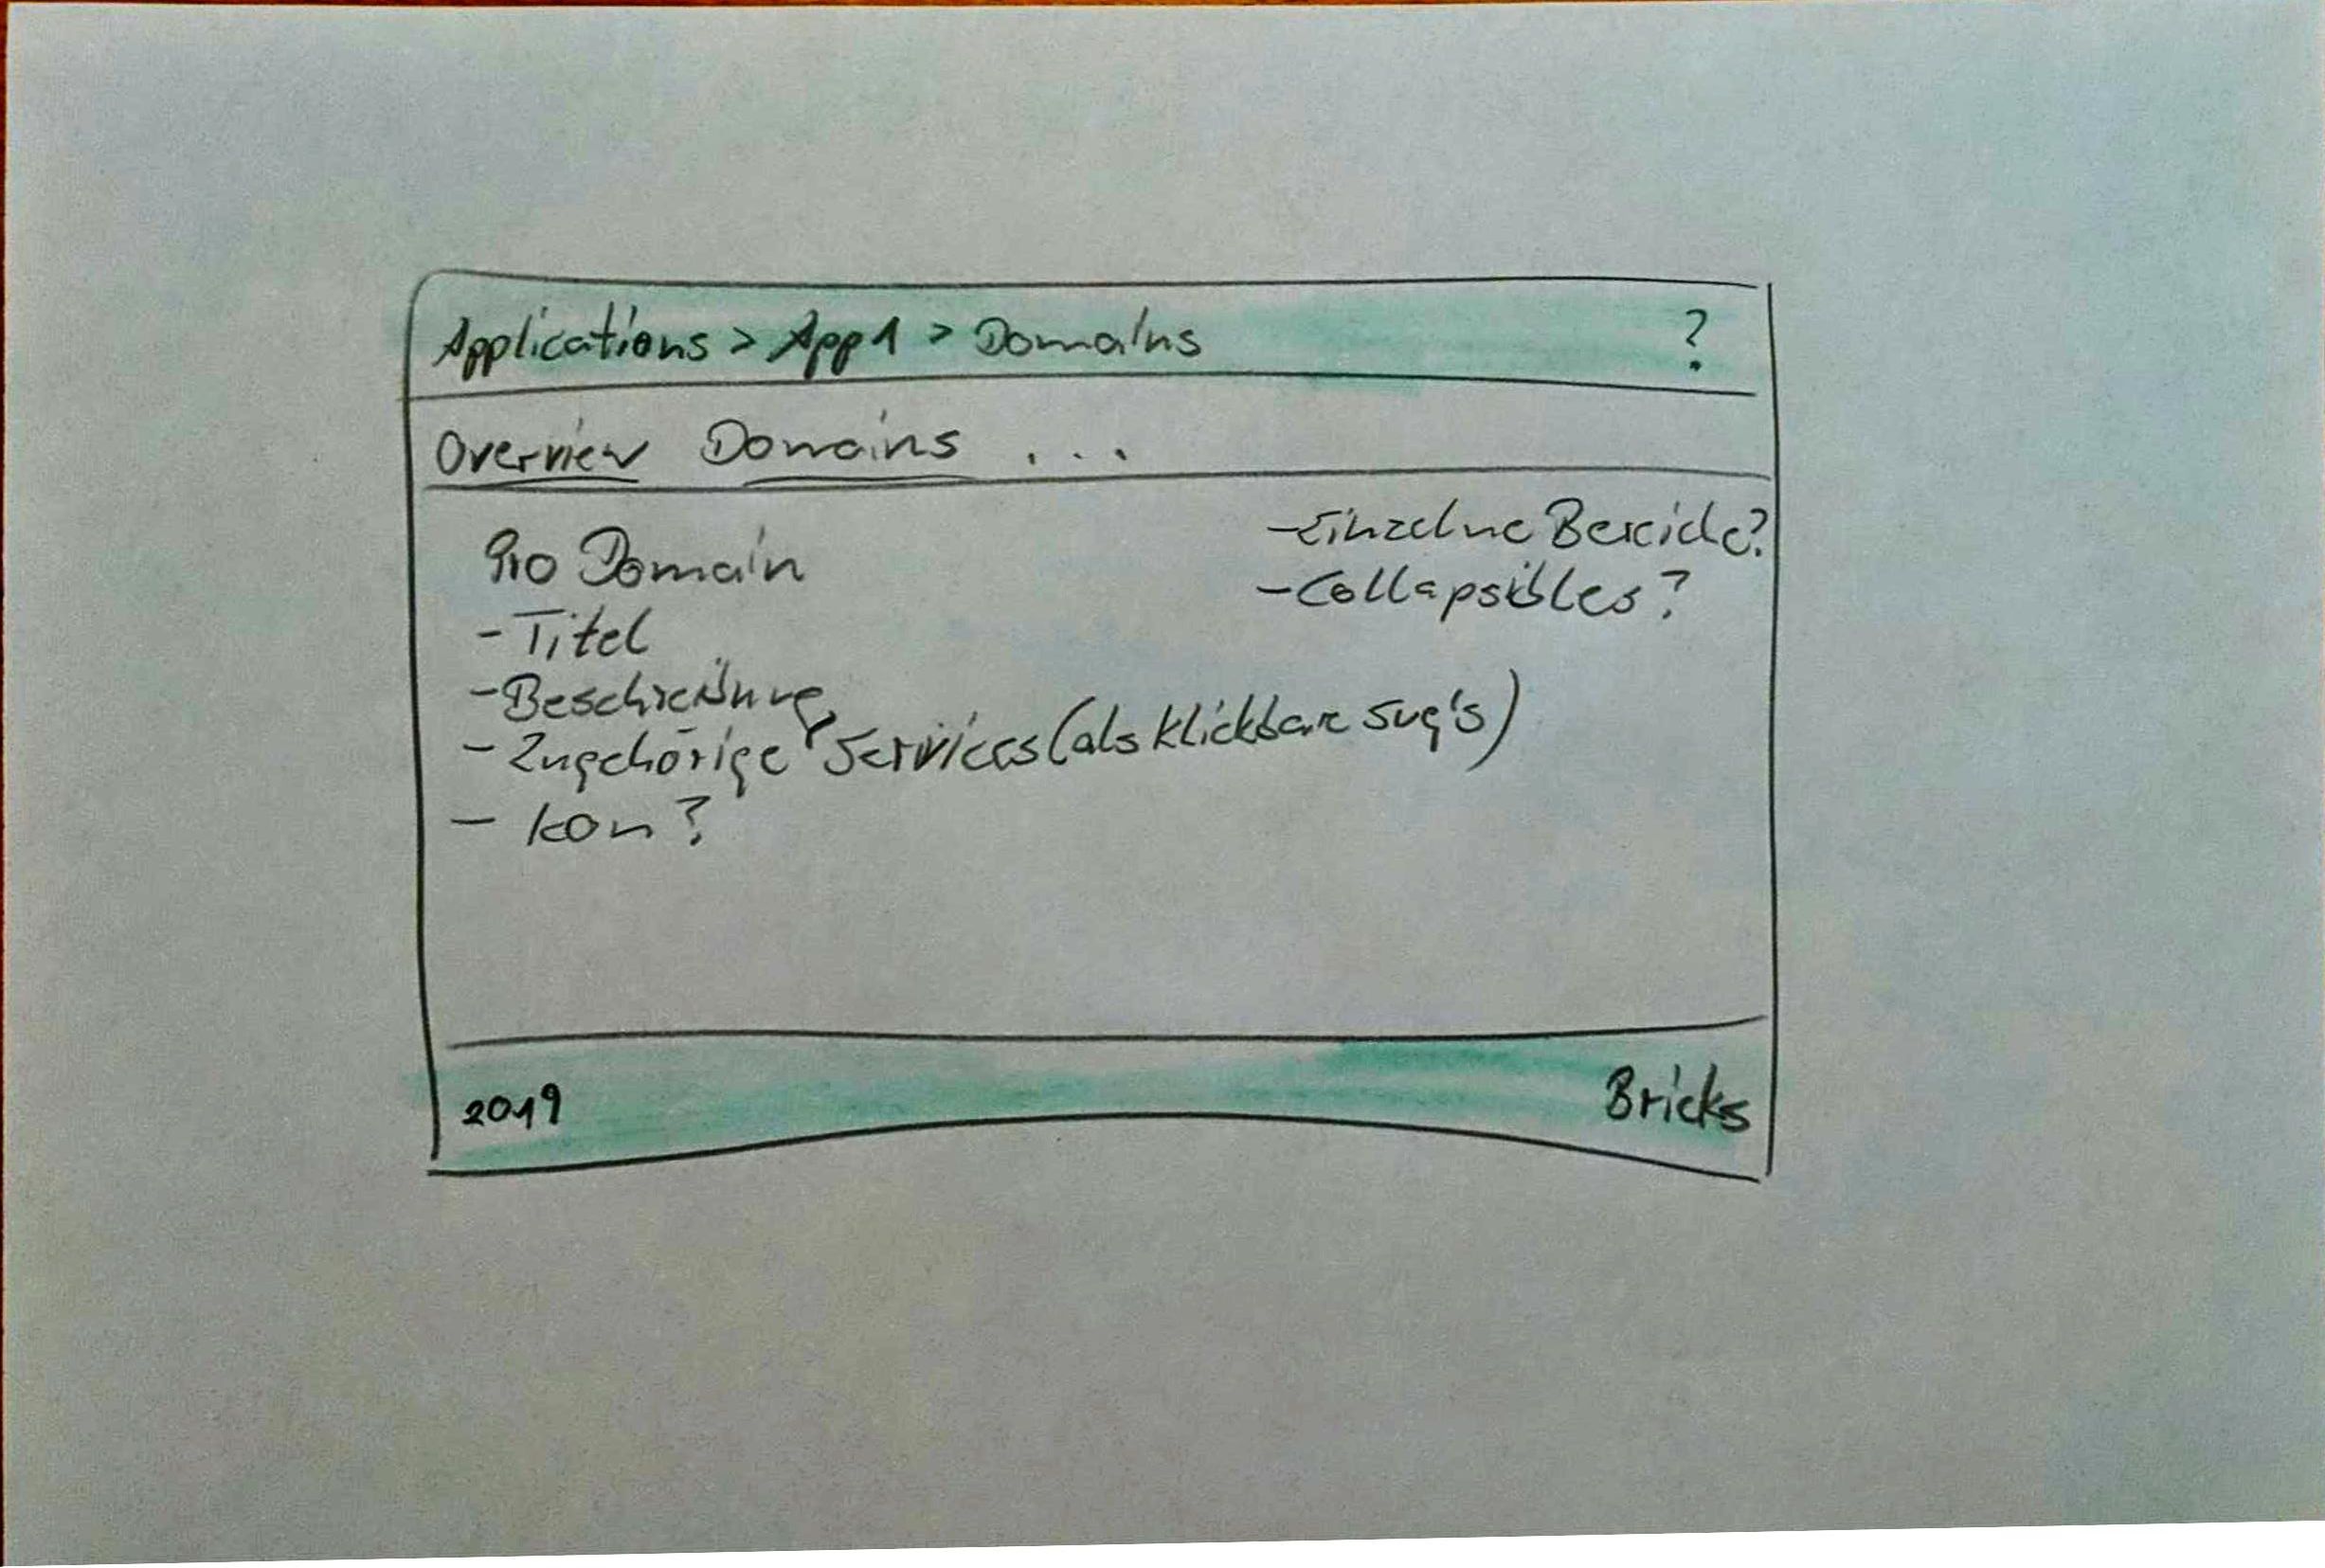 Applications > App1 > Domains ?
Overview Domains ...
Pro Domain
- Titel
- Beschreibung
- Zugehörige Services (als klickbare svg's)
- Icon?
- Einzelne Bereiche?
- Collapsibles?
2019 Bricks